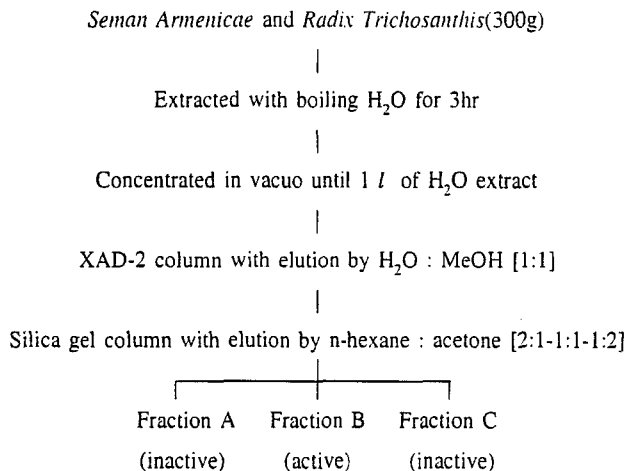 Seman Armenicae and Radix Trichosanthis(300g)
Extracted with boiling H₂O for 3hr
Concentrated in vacuo until 1 l of H₂O extract
XAD-2 column with elution by H₂O : MeOH [1:1]
Silica gel column with elution by n-hexane : acetone [2:1-1:1-1:2]
Fraction A Fraction B Fraction C
(inactive) (active) (inactive)